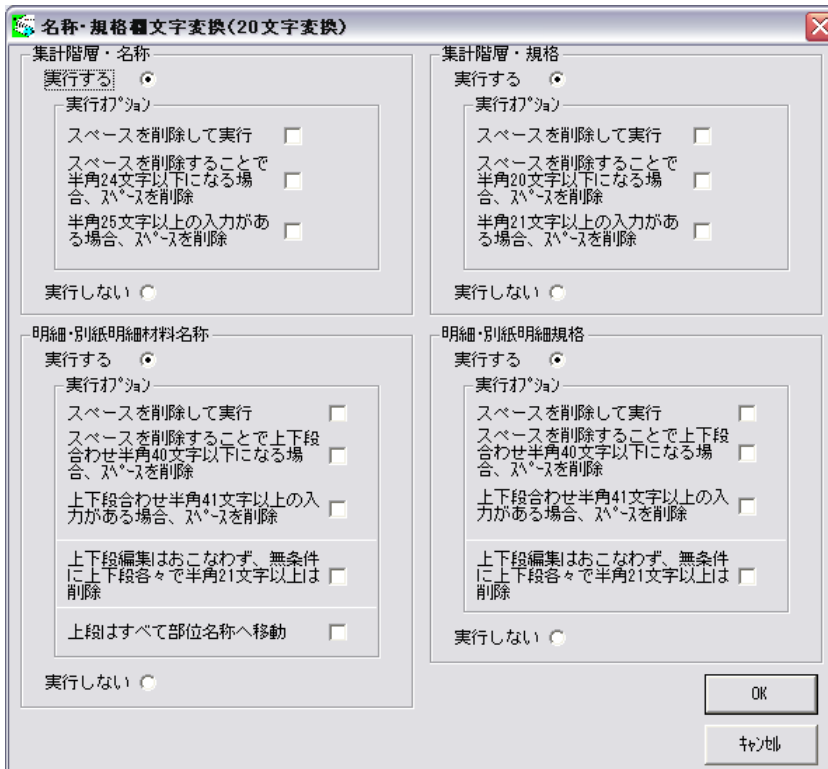 名称・規格欄文字変換(20文字変換)
集計階層・名称
実行する
実行ｵﾌﾟｼｮﾝ
スペースを削除して実行
スペースを削除することで
半角24文字以下になる場
合、ｽﾍﾟｰｽを削除
半角25文字以上の入力があ
る場合、ｽﾍﾟｰｽを削除
実行しない
集計階層・規格
実行する
実行ｵﾌﾟｼｮﾝ
スペースを削除して実行
スペースを削除することで
半角20文字以下になる場
合、ｽﾍﾟｰｽを削除
半角21文字以上の入力があ
る場合、ｽﾍﾟｰｽを削除
実行しない
明細・別紙明細材料名称
実行する
実行ｵﾌﾟｼｮﾝ
スペースを削除して実行
スペースを削除することで上下段
合わせ半角40文字以下になる場
合、ｽﾍﾟｰｽを削除
上下段合わせ半角41文字以上の入
力がある場合、ｽﾍﾟｰｽを削除
上下段編集はおこなわず、無条件
に上下段各々で半角21文字以上は
削除
上段はすべて部位名称へ移動
実行しない
明細・別紙明細規格
実行する
実行ｵﾌﾟｼｮﾝ
スペースを削除して実行
スペースを削除することで上下段
合わせ半角40文字以下になる場
合、ｽﾍﾟｰｽを削除
上下段合わせ半角41文字以上の入
力がある場合、ｽﾍﾟｰｽを削除
上下段編集はおこなわず、無条件
に上下段各々で半角21文字以上は
削除
実行しない
OK
ｷｬﾝｾﾙ